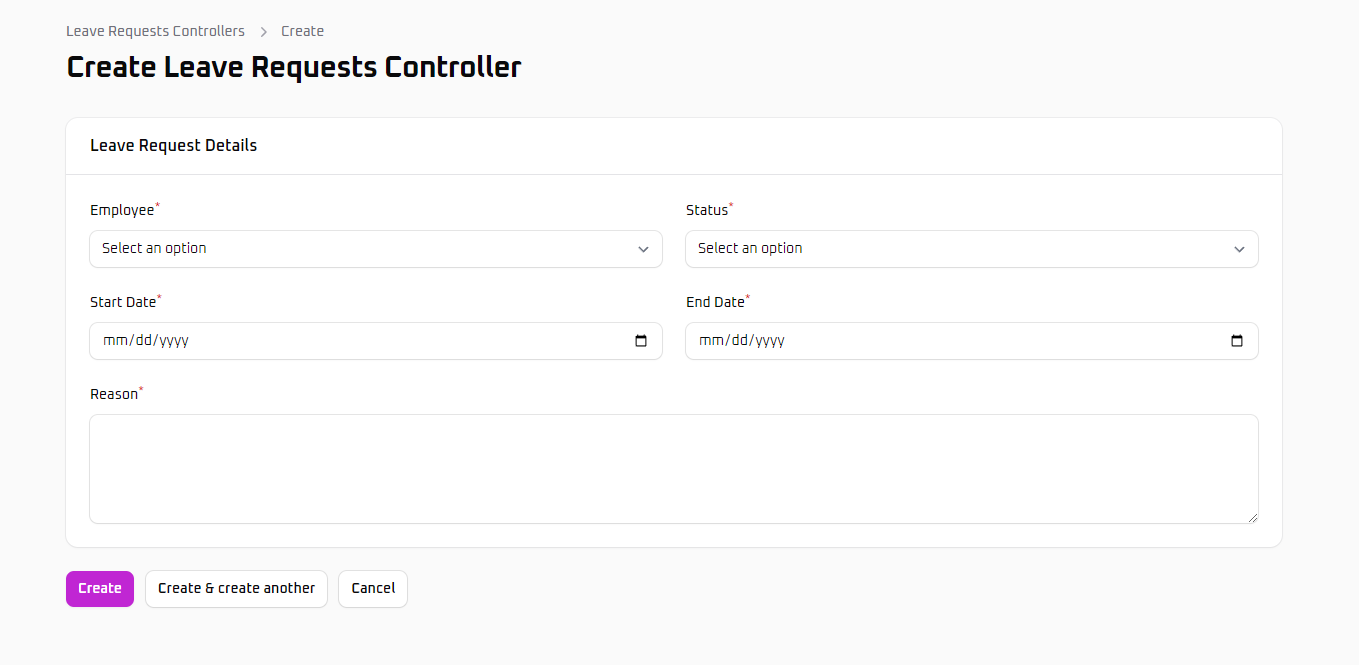 Leave Requests Controllers > Create
Create Leave Requests Controller
Leave Request Details
Employee* Status*
Select an option Select an option
Start Date* End Date*
mm/dd/yyyy mm/dd/yyyy
Reason*
Create Create & create another Cancel